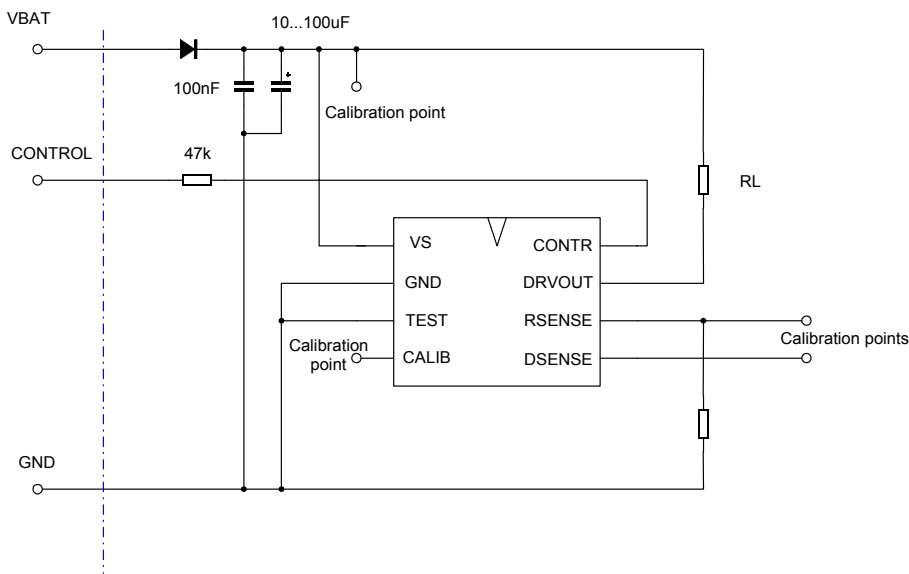 VBAT
10...100uF
100nF
Calibration point
CONTROL
47k
RL
VS
CONTR
GND
DRVOUT
TEST
RSENSE
Calibration
point
CALIB
DSENSE
Calibration points
GND